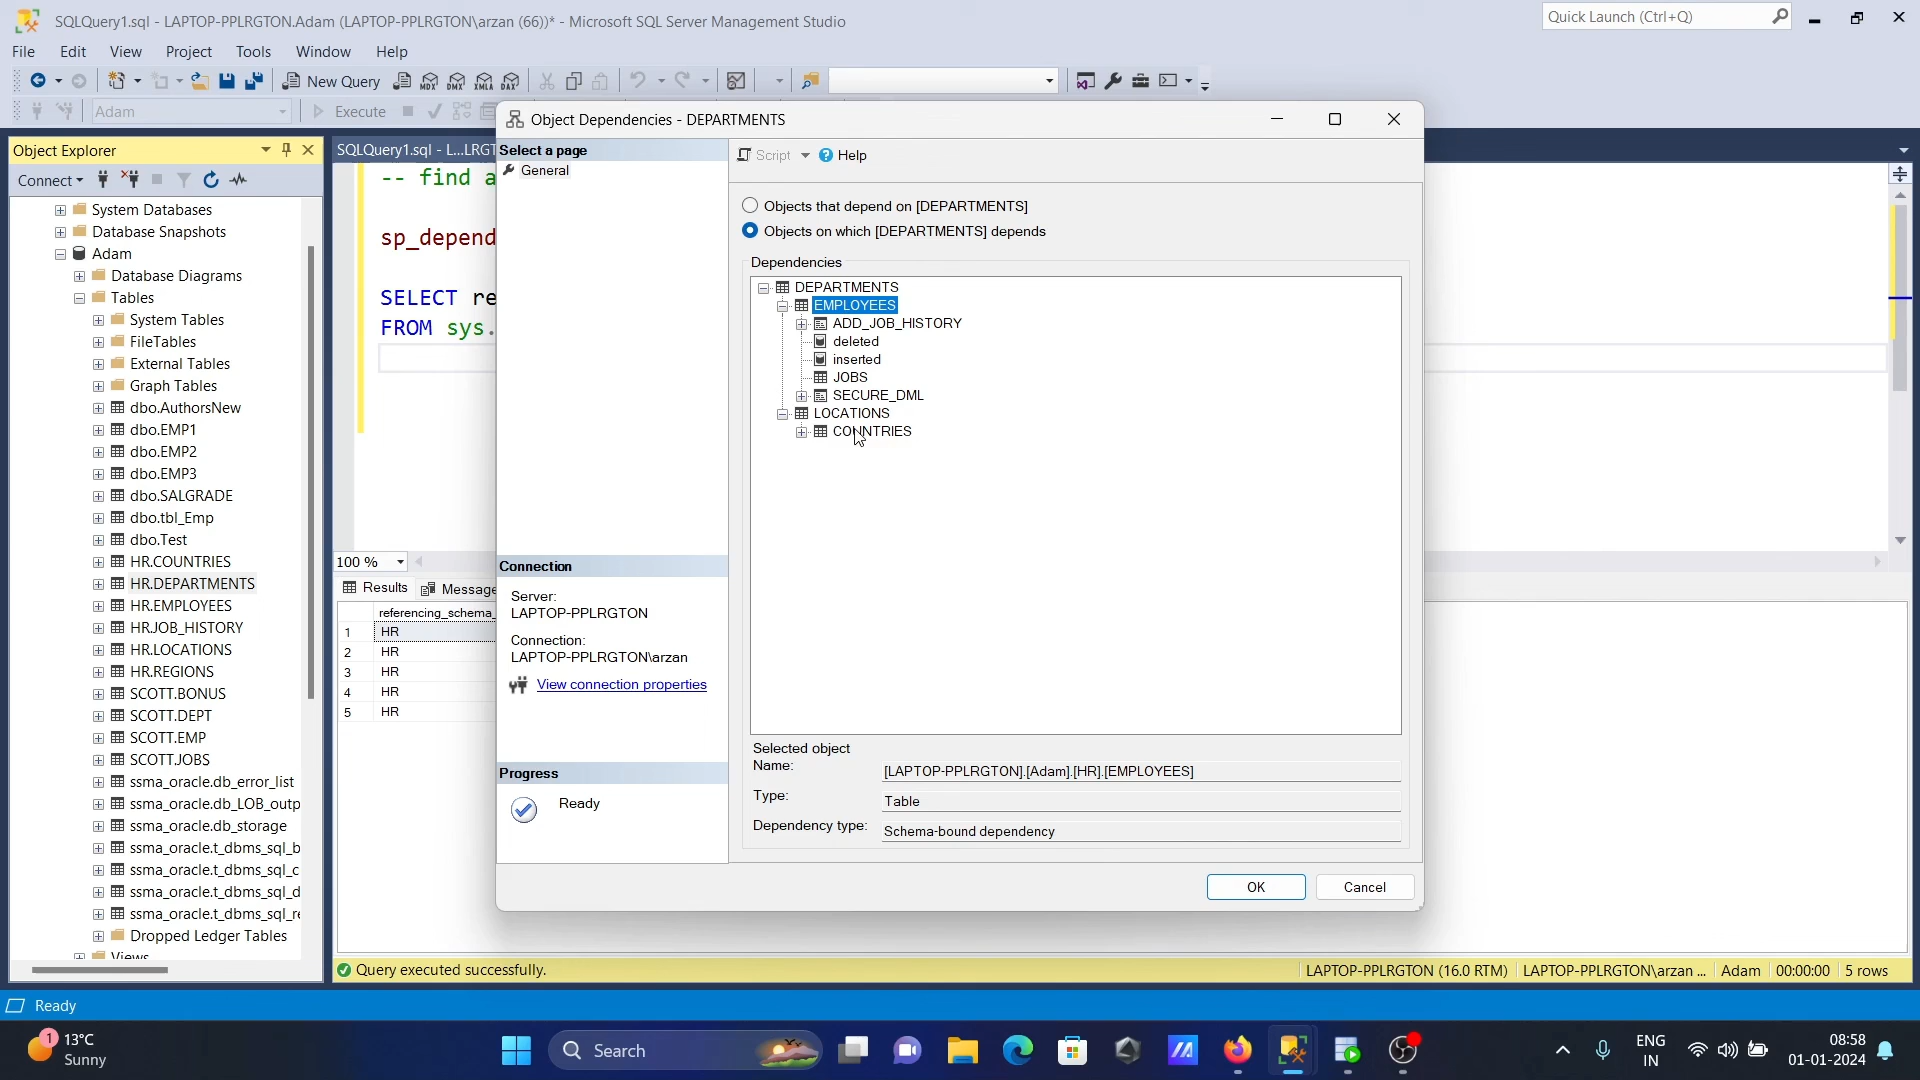 SQLQuery1.sql - LAPTOP-PPLRGTON.Adam (LAPTOP-PPLRGTON\arzan (66))* - Microsoft SQL Server Management Studio
Quick Launch (Ctrl+Q)
File Edit View Project Tools Window Help
New Query
MDX DMX XMLA DAX
Adam
Execute
Object Explorer
Connect
System Databases
Database Snapshots
Adam
Database Diagrams
Tables
System Tables
FileTables
External Tables
Graph Tables
dbo.AuthorsNew
dbo.EMP1
dbo.EMP2
dbo.EMP3
dbo.SALGRADE
dbo.tbl_Emp
dbo.Test
HR.COUNTRIES
HR.DEPARTMENTS
HR.EMPLOYEES
HR.JOB_HISTORY
HR.LOCATIONS
HR.REGIONS
SCOTT.BONUS
SCOTT.DEPT
SCOTT.EMP
SCOTT.JOBS
ssma_oracle.db_error_list
ssma_oracle.db_LOB_outp
ssma_oracle.db_storage
ssma_oracle.t_dbms_sql_b
ssma_oracle.t_dbms_sql_c
ssma_oracle.t_dbms_sql_d
ssma_oracle.t_dbms_sql_re
Dropped Ledger Tables
Views
SQLQuery1.sql - L...LRGT
-- find a
sp_depend
SELECT re
FROM sys.
100 %
Results
Message
referencing_schema_
1 HR
2 HR
3 HR
4 HR
5 HR
Object Dependencies - DEPARTMENTS
Select a page
General
Script
Help
Objects that depend on [DEPARTMENTS]
Objects on which [DEPARTMENTS] depends
Dependencies
DEPARTMENTS
EMPLOYEES
ADD_JOB_HISTORY
deleted
inserted
JOBS
SECURE_DML
LOCATIONS
COUNTRIES
Connection
Server:
LAPTOP-PPLRGTON
Connection:
LAPTOP-PPLRGTON\arzan
View connection properties
Progress
Ready
Selected object
Name: [LAPTOP-PPLRGTON].[Adam].[HR].[EMPLOYEES]
Type: Table
Dependency type: Schema-bound dependency
OK Cancel
Query executed successfully.
LAPTOP-PPLRGTON (16.0 RTM)
LAPTOP-PPLRGTON\arzan ...
Adam
00:00:00
5 rows
Ready
1
13°C
Sunny
Search
ENG
IN
08:58
01-01-2024